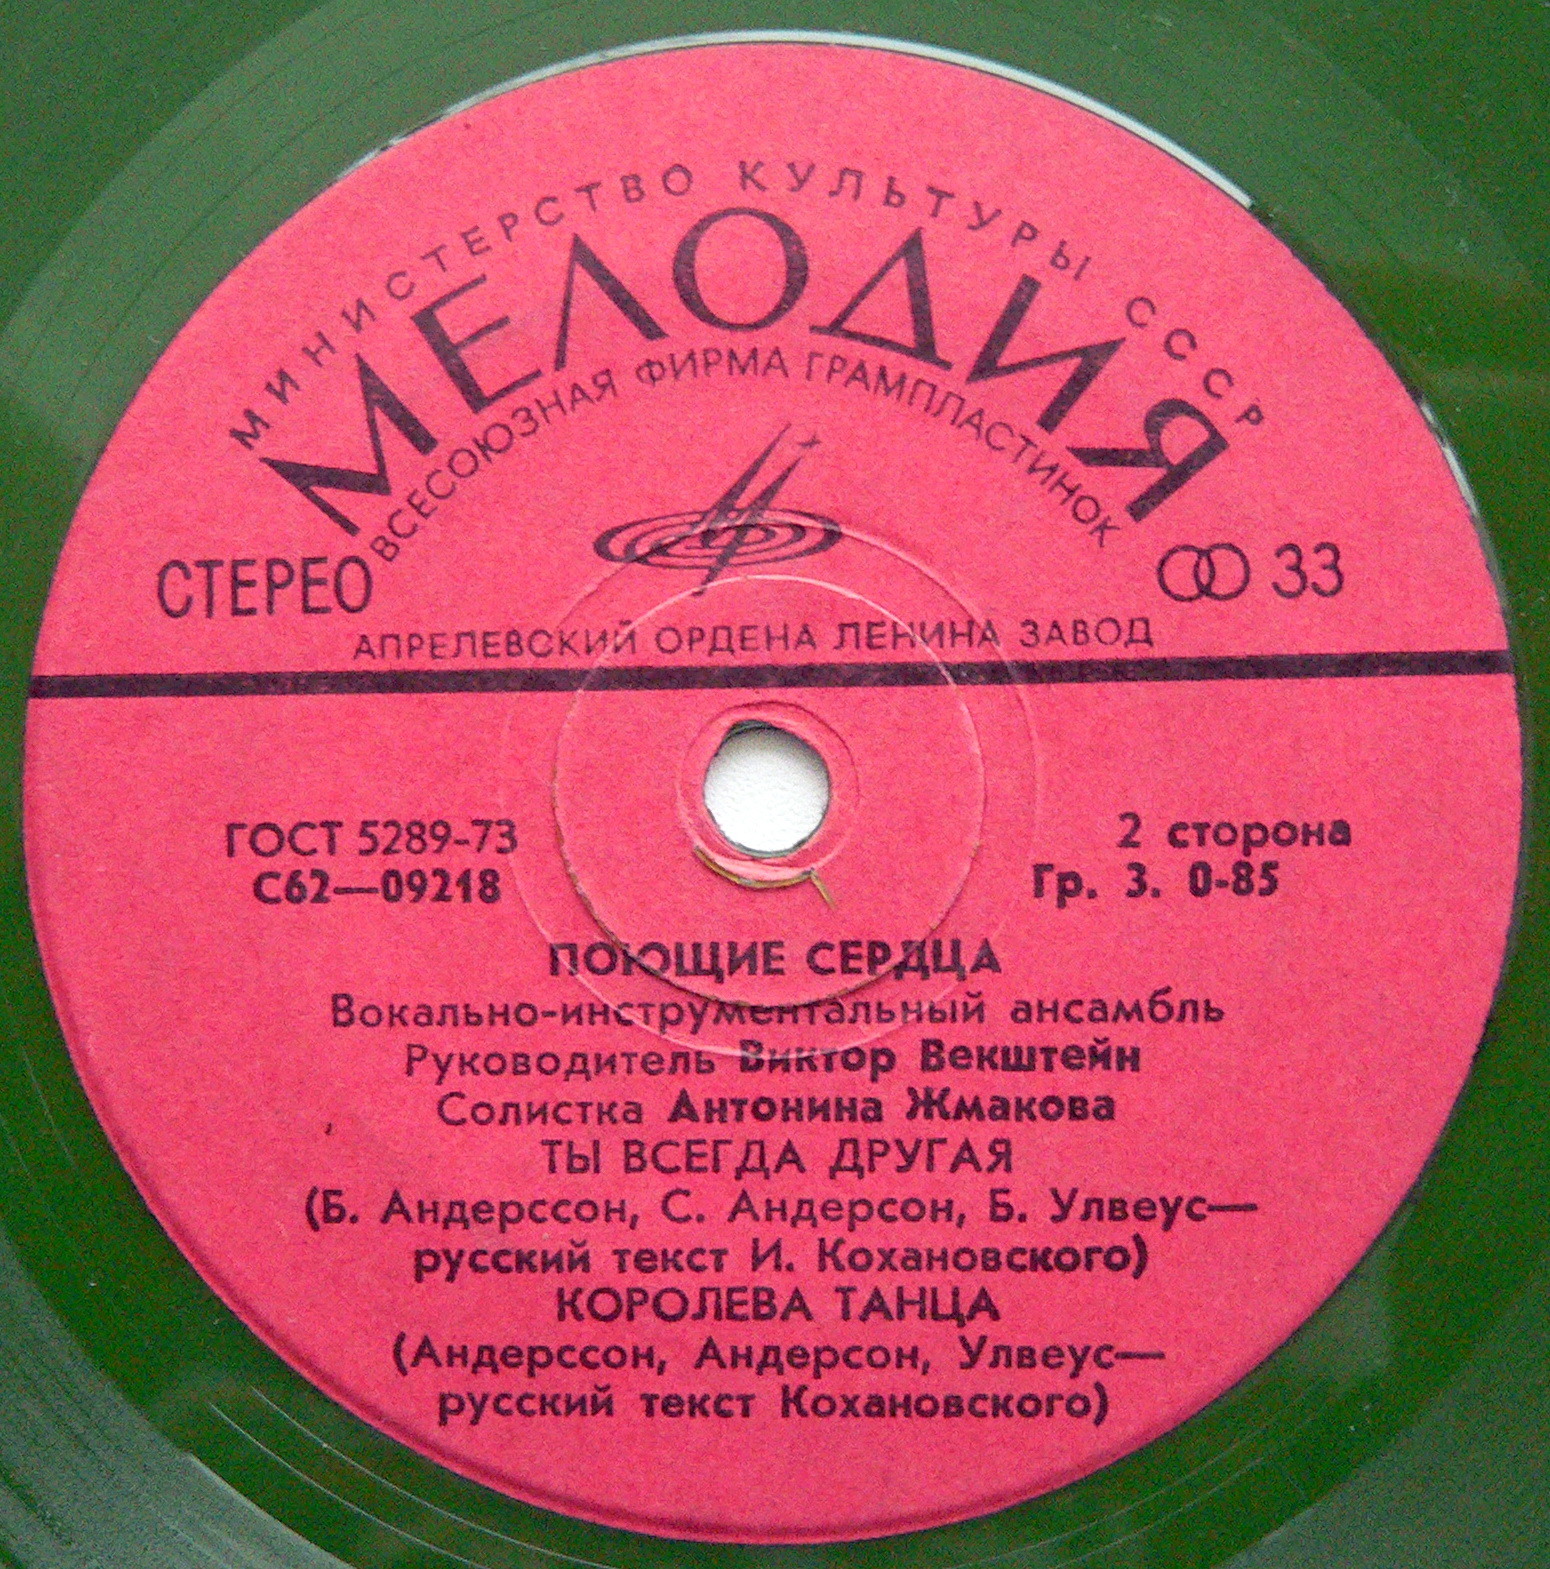 МИНИСТЕРСТВО КУЛЬТУРЫ СССР
МЕЛОДИЯ
ВСЕСОЮЗНАЯ ФИРМА ГРАМПЛАСТИНОК
СТЕРЕО
33
АПРЕЛЕВСКИЙ ОРДЕНА ЛЕНИНА ЗАВОД
ГОСТ 5289-73
С62—09218
2 сторона
Гр. 3. 0-85
ПОЮЩИЕ СЕРДЦА
Вокально-инструментальный ансамбль
Руководитель Виктор Векштейн
Солистка Антонина Жмакова
ТЫ ВСЕГДА ДРУГАЯ
(Б. Андерссон, С. Андерсон, Б. Улвеус—
русский текст И. Кохановского)
КОРОЛЕВА ТАНЦА
(Андерссон, Андерсон, Улвеус—
русский текст Кохановского)